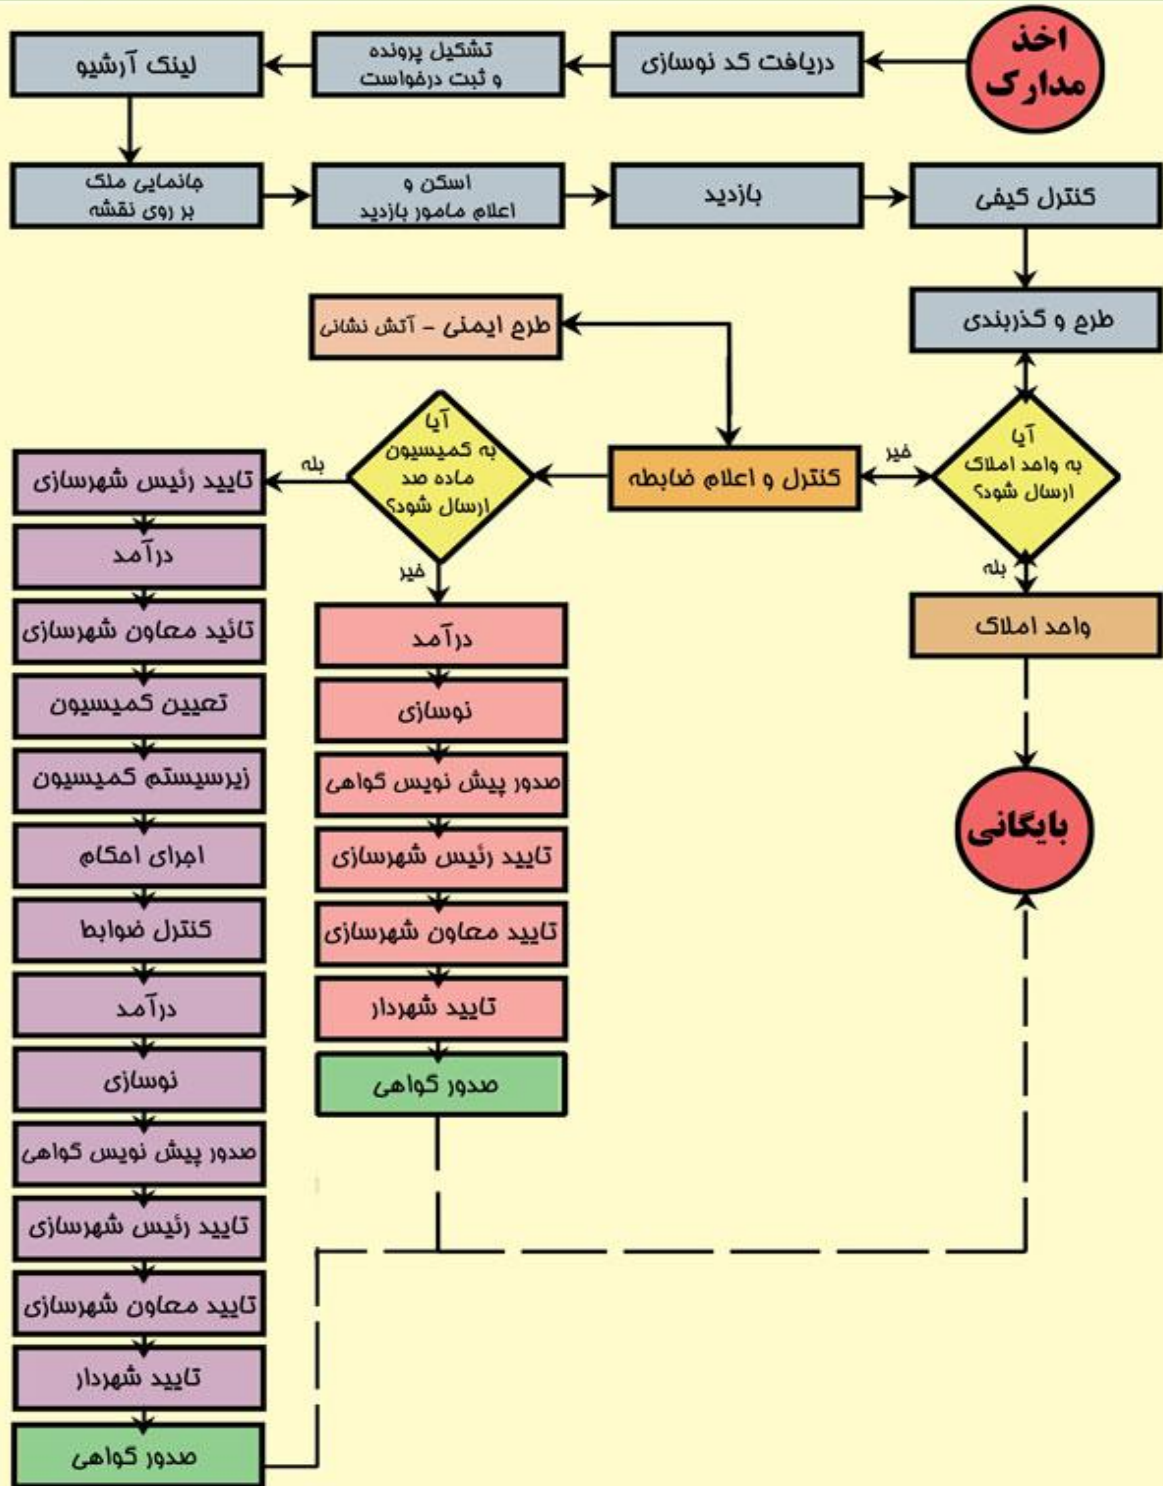 اخذ
مدارک
دریافت کد نوسازی
تشکیل پرونده
و ثبت درخواست
لینک آرشیو
جانمایی ملک
بر روی نقشه
اسکن و
اعلام مامور بازدید
بازدید
کنترل کیفی
طرح و گذربندی
طرح ایمنی - آتش نشانی
آیا
به واحد املاک
ارسال شود؟
خیر
بله
واحد املاک
بایگانی
کنترل و اعلام ضابطه
آیا
به کمیسیون
ماده صد
ارسال شود؟
بله
خیر
درآمد
نوسازی
صدور پیش نویس گواهی
تایید رئیس شهرسازی
تایید معاون شهرسازی
تایید شهردار
صدور گواهی
تایید رئیس شهرسازی
درآمد
تائید معاون شهرسازی
تعیین کمیسیون
زیرسیستم کمیسیون
اجرای احکام
کنترل ضوابط
درآمد
نوسازی
صدور پیش نویس گواهی
تایید رئیس شهرسازی
تایید معاون شهرسازی
تایید شهردار
صدور گواهی